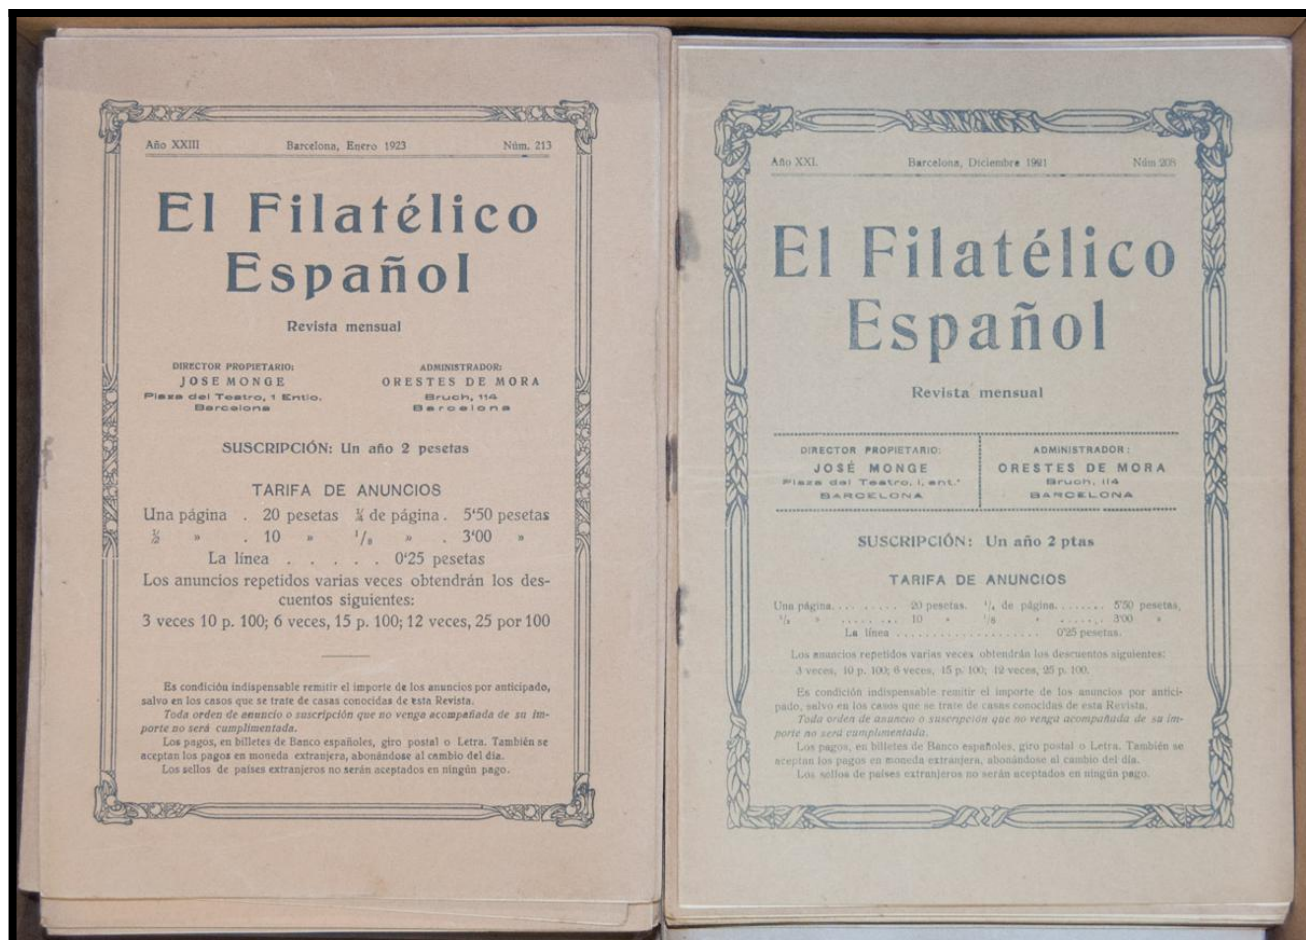 Año XXIII Barcelona, Enero 1923 Núm. 213
El Filatélico
Español
Revista mensual
DIRECTOR PROPIETARIO: ADMINISTRADOR:
JOSE MONGE ORESTES DE MORA
Plaza del Teatro, 1 Entlo. Bruch, 114
Barcelona Barcelona
SUSCRIPCIÓN: Un año 2 pesetas
TARIFA DE ANUNCIOS
Una página . 20 pesetas ¼ de página . 5'50 pesetas
½ » . 10 » 1/8 » . 3'00 »
La línea . . . . . 0'25 pesetas
Los anuncios repetidos varias veces obtendrán los des-
cuentos siguientes:
3 veces 10 p. 100; 6 veces, 15 p. 100; 12 veces, 25 por 100
Es condición indispensable remitir el importe de los anuncios por anticipado,
salvo en los casos que se trate de casas conocidas de esta Revista.
Toda orden de anuncio o suscripción que no venga acompañada de su im-
porte no será cumplimentada.
Los pagos, en billetes de Banco españoles, giro postal o Letra. También se
aceptan los pagos en moneda extranjera, abonándose al cambio del día.
Los sellos de países extranjeros no serán aceptados en ningún pago.
Año XXI. Barcelona, Diciembre 1921 Núm 208
El Filatélico
Español
Revista mensual
DIRECTOR PROPIETARIO: ADMINISTRADOR:
JOSÉ MONGE ORESTES DE MORA
Plaza del Teatro, 1, ent.° Bruch, 114
BARCELONA BARCELONA
SUSCRIPCIÓN: Un año 2 ptas
TARIFA DE ANUNCIOS
Una página. . . . . . . . . 20 pesetas. ¼ de página. . . . . . . 5'50 pesetas.
½ » . . . . . . . . 10 » 1/8 » . . . . . . 3'00 »
La línea . . . . . . . . . . . . . . . . . . . . 0'25 pesetas.
Los anuncios repetidos varias veces obtendrán los descuentos siguientes:
3 veces, 10 p. 100; 6 veces, 15 p. 100; 12 veces, 25 p. 100.
Es condición indispensable remitir el importe de los anuncios por antici-
pado, salvo en los casos que se trate de casas conocidas de esta Revista.
Toda orden de anuncio o suscripción que no venga acompañada de su im-
porte no será cumplimentada.
Los pagos, en billetes de Banco españoles, giro postal o Letra. También se
aceptan los pagos en moneda extranjera, abonándose al cambio del día.
Los sellos de países extranjeros no serán aceptados en ningún pago.